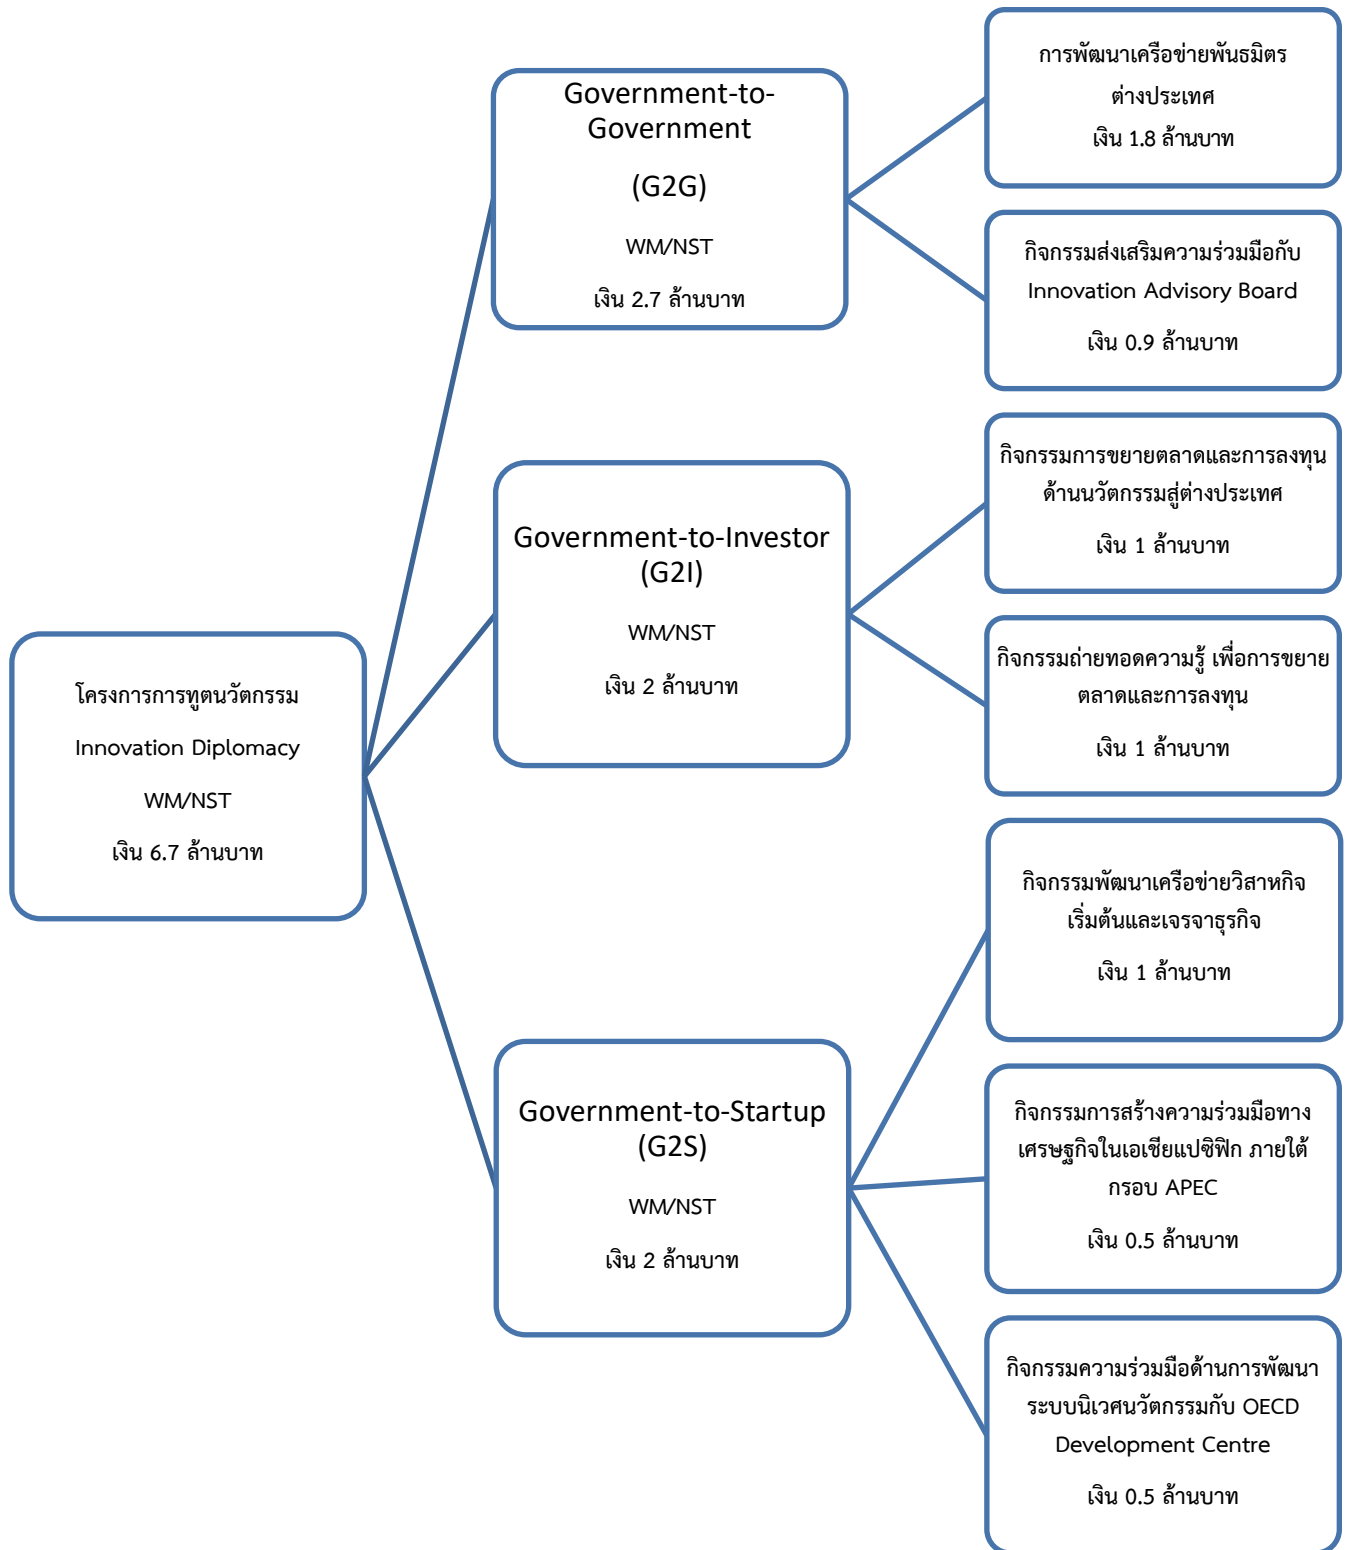 โครงการการทูตนวัตกรรม
Innovation Diplomacy
WM/NST
เงิน 6.7 ล้านบาท
Government-to-
Government
(G2G)
WM/NST
เงิน 2.7 ล้านบาท
การพัฒนาเครือข่ายพันธมิตร
ต่างประเทศ
เงิน 1.8 ล้านบาท
กิจกรรมส่งเสริมความร่วมมือกับ
Innovation Advisory Board
เงิน 0.9 ล้านบาท
Government-to-Investor
(G2I)
WM/NST
เงิน 2 ล้านบาท
กิจกรรมการขยายตลาดและการลงทุน
ด้านนวัตกรรมสู่ต่างประเทศ
เงิน 1 ล้านบาท
กิจกรรมถ่ายทอดความรู้ เพื่อการขยาย
ตลาดและการลงทุน
เงิน 1 ล้านบาท
Government-to-Startup
(G2S)
WM/NST
เงิน 2 ล้านบาท
กิจกรรมพัฒนาเครือข่ายวิสาหกิจ
เริ่มต้นและเจรจาธุรกิจ
เงิน 1 ล้านบาท
กิจกรรมการสร้างความร่วมมือทาง
เศรษฐกิจในเอเชียแปซิฟิก ภายใต้
กรอบ APEC
เงิน 0.5 ล้านบาท
กิจกรรมความร่วมมือด้านการพัฒนา
ระบบนิเวศนวัตกรรมกับ OECD
Development Centre
เงิน 0.5 ล้านบาท